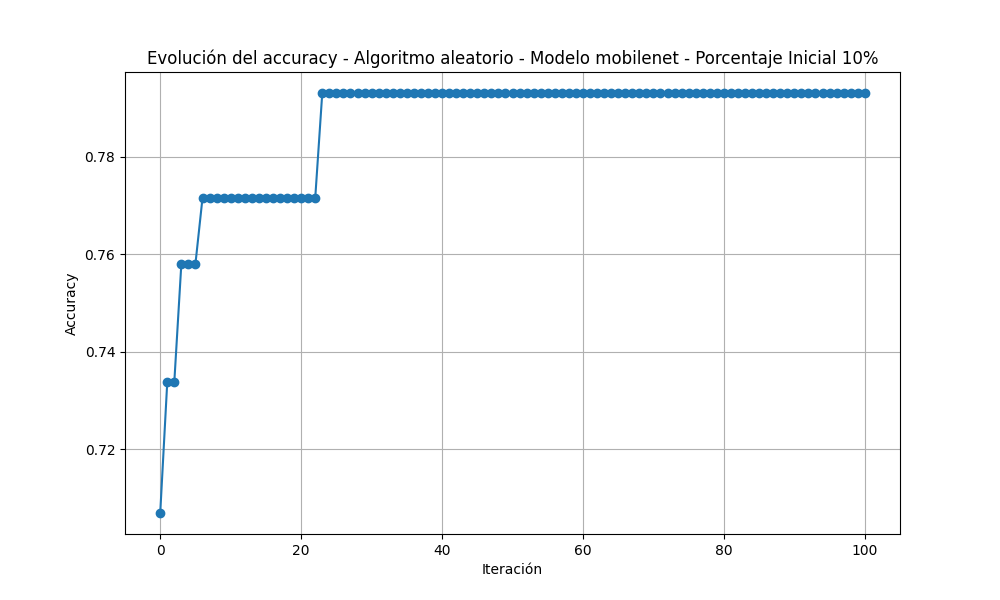 Evolución del accuracy - Algoritmo aleatorio - Modelo mobilenet - Porcentaje Inicial 10%
0.78
0.76
0.74
0.72
Accuracy
0 20 40 60 80 100
Iteración